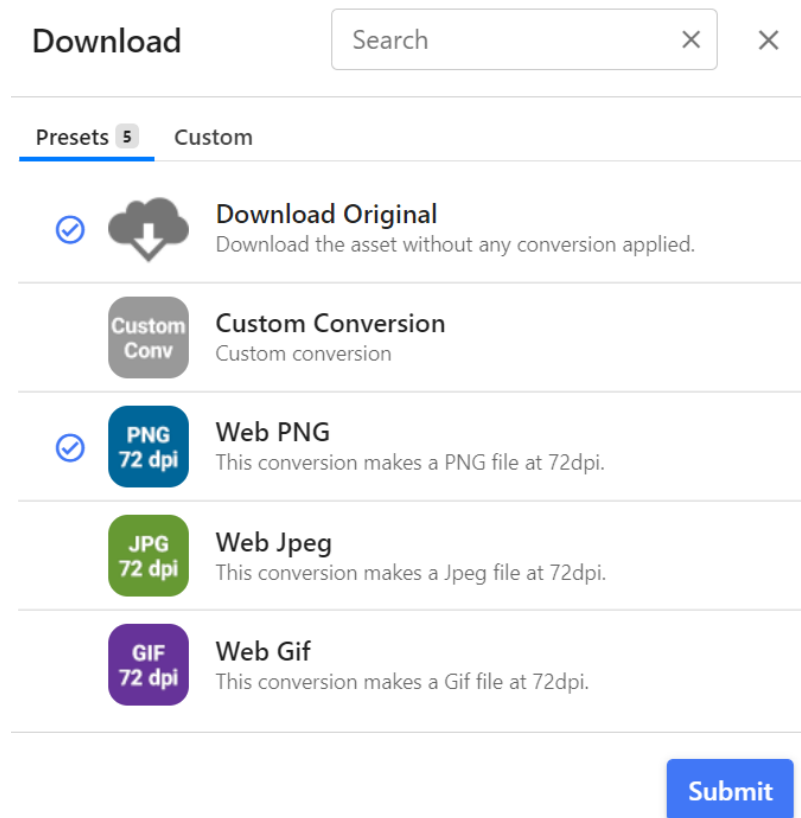 Download
Search
Presets 5
Custom
Download Original
Download the asset without any conversion applied.
Custom
Conv
Custom Conversion
Custom conversion
PNG
72 dpi
Web PNG
This conversion makes a PNG file at 72dpi.
JPG
72 dpi
Web Jpeg
This conversion makes a Jpeg file at 72dpi.
GIF
72 dpi
Web Gif
This conversion makes a Gif file at 72dpi.
Submit